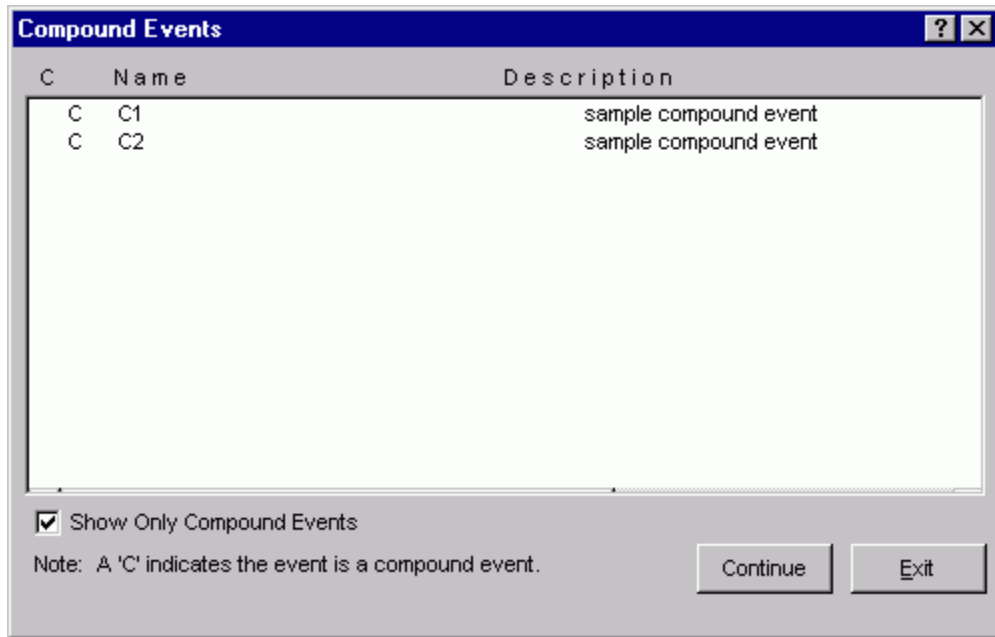 Compound Events
C Name Description
C C1 sample compound event
C C2 sample compound event
Show Only Compound Events
Note: A 'C' indicates the event is a compound event.
Continue Exit